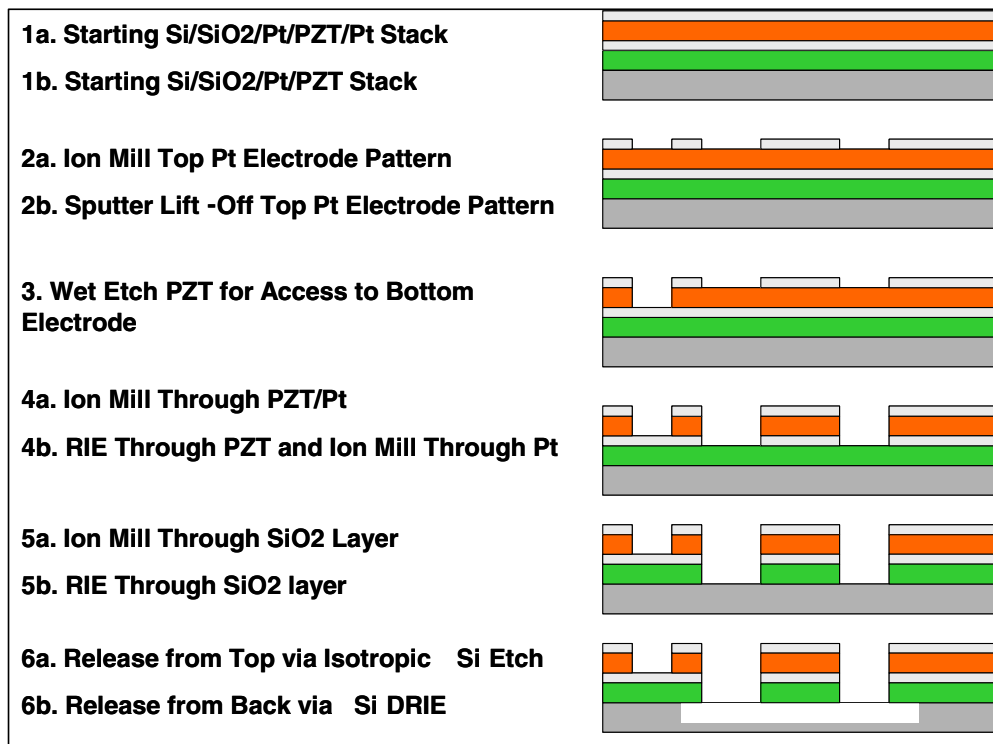 1a. Starting Si/SiO2/Pt/PZT/Pt Stack
1b. Starting Si/SiO2/Pt/PZT Stack
2a. Ion Mill Top Pt Electrode Pattern
2b. Sputter Lift -Off Top Pt Electrode Pattern
3. Wet Etch PZT for Access to Bottom
Electrode
4a. Ion Mill Through PZT/Pt
4b. RIE Through PZT and Ion Mill Through Pt
5a. Ion Mill Through SiO2 Layer
5b. RIE Through SiO2 layer
6a. Release from Top via Isotropic Si Etch
6b. Release from Back via Si DRIE